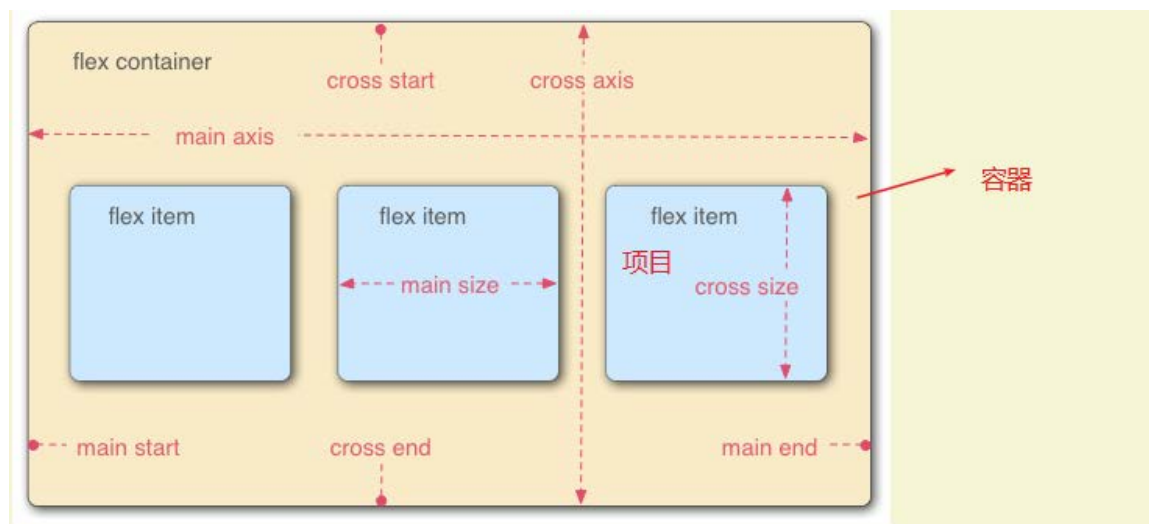 flex container
cross start
cross axis
main axis
容器
flex item
flex item
flex item
项目
main size
cross size
main start
cross end
main end